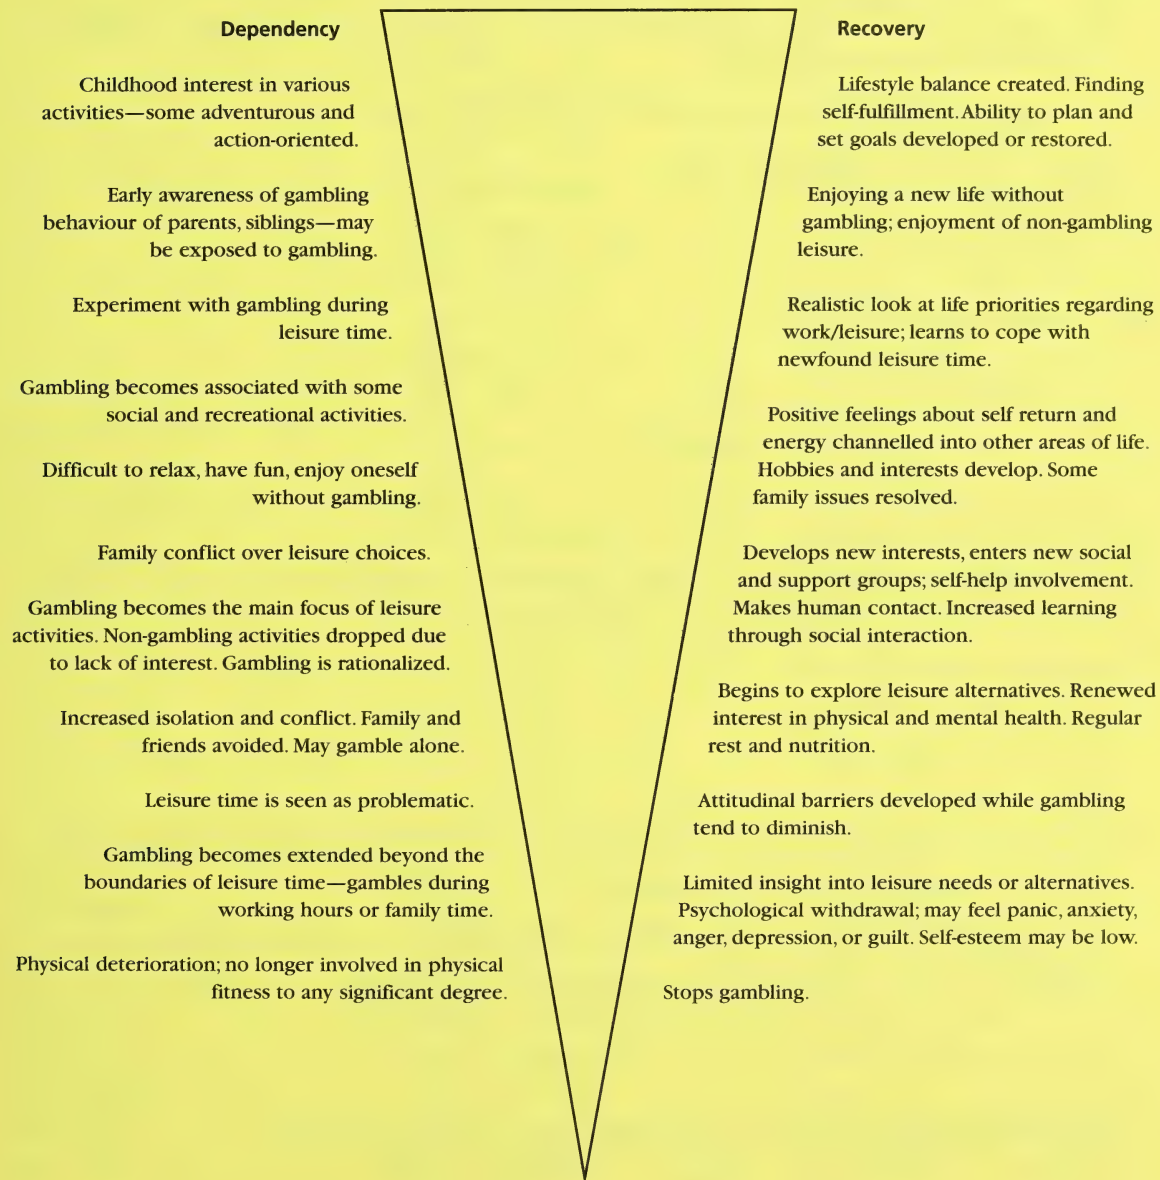 Dependency
Childhood interest in various
activities—some adventurous and
action-oriented.
Early awareness of gambling
behaviour of parents, siblings—may
be exposed to gambling.
Experiment with gambling during
leisure time.
Gambling becomes associated with some
social and recreational activities.
Difficult to relax, have fun, enjoy oneself
without gambling.
Family conflict over leisure choices.
Gambling becomes the main focus of leisure
activities. Non-gambling activities dropped due
to lack of interest. Gambling is rationalized.
Increased isolation and conflict. Family and
friends avoided. May gamble alone.
Leisure time is seen as problematic.
Gambling becomes extended beyond the
boundaries of leisure time—gambles during
working hours or family time.
Physical deterioration; no longer involved in physical
fitness to any significant degree.
Recovery
Lifestyle balance created. Finding
self-fulfillment. Ability to plan and
set goals developed or restored.
Enjoying a new life without
gambling; enjoyment of non-gambling
leisure.
Realistic look at life priorities regarding
work/leisure; learns to cope with
newfound leisure time.
Positive feelings about self return and
energy channelled into other areas of life.
Hobbies and interests develop. Some
family issues resolved.
Develops new interests, enters new social
and support groups; self-help involvement.
Makes human contact. Increased learning
through social interaction.
Begins to explore leisure alternatives. Renewed
interest in physical and mental health. Regular
rest and nutrition.
Attitudinal barriers developed while gambling
tend to diminish.
Limited insight into leisure needs or alternatives.
Psychological withdrawal; may feel panic, anxiety,
anger, depression, or guilt. Self-esteem may be low.
Stops gambling.